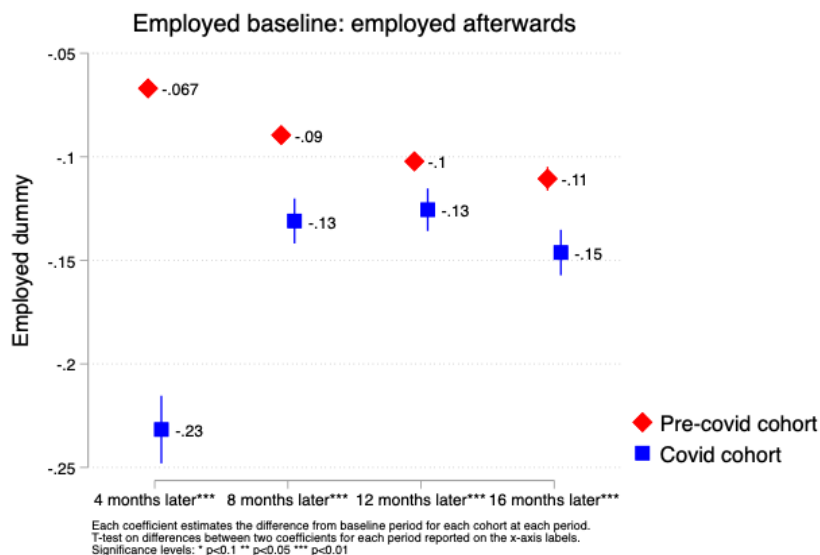 Employed baseline: employed afterwards
Employed dummy
-.05
-.1
-.15
-.2
-.25
-.067
-.09
-.1
-.11
-.23
-.13
-.13
-.15
4 months later*** 8 months later*** 12 months later*** 16 months later***
Pre-covid cohort
Covid cohort
Each coefficient estimates the difference from baseline period for each cohort at each period.
T-test on differences between two coefficients for each period reported on the x-axis labels.
Significance levels: * p<0.1 ** p<0.05 *** p<0.01